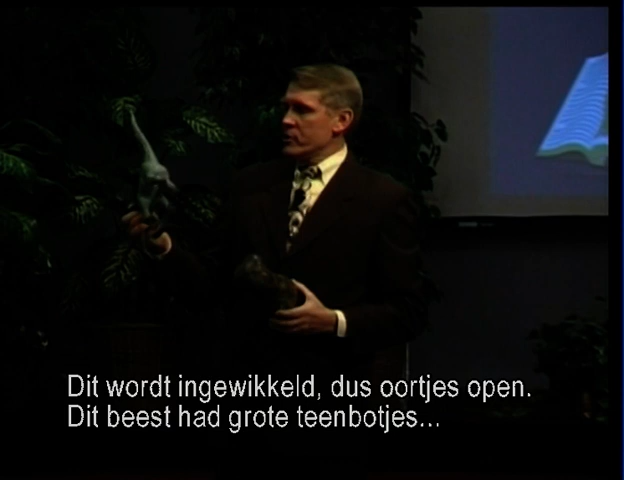 Dit wordt ingewikkeld, dus oortjes open.
Dit beest had grote teenbotjes...